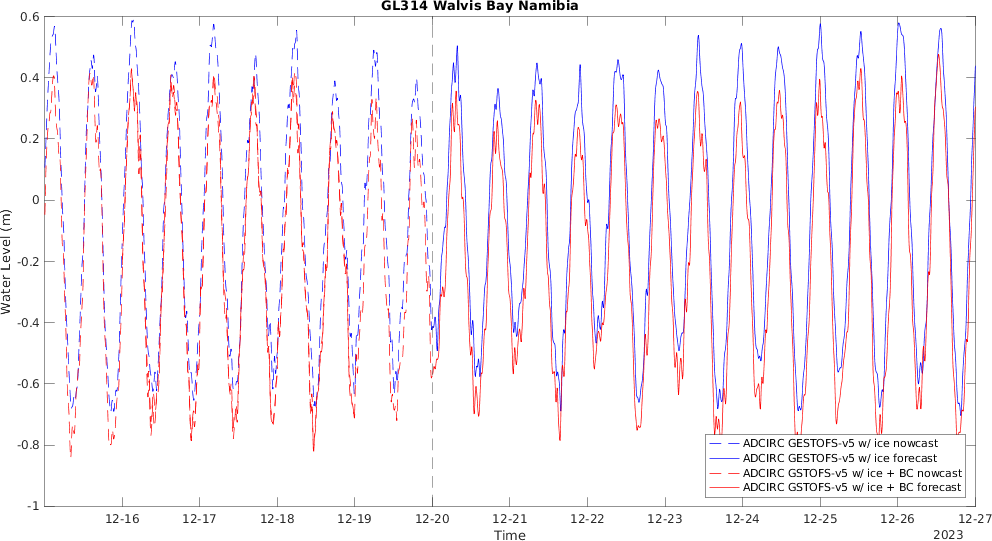 GL314 Walvis Bay Namibia
0.6
0.4
0.2
0
-0.2
-0.4
-0.6
-0.8
-1
Water Level (m)
ADCIRC GESTOFS-v5 w/ ice nowcast
ADCIRC GESTOFS-v5 w/ ice forecast
ADCIRC GSTOFS-v5 w/ ice + BC nowcast
ADCIRC GSTOFS-v5 w/ ice + BC forecast
12-16 12-17 12-18 12-19 12-20 12-21 12-22 12-23 12-24 12-25 12-26 12-27
Time
2023